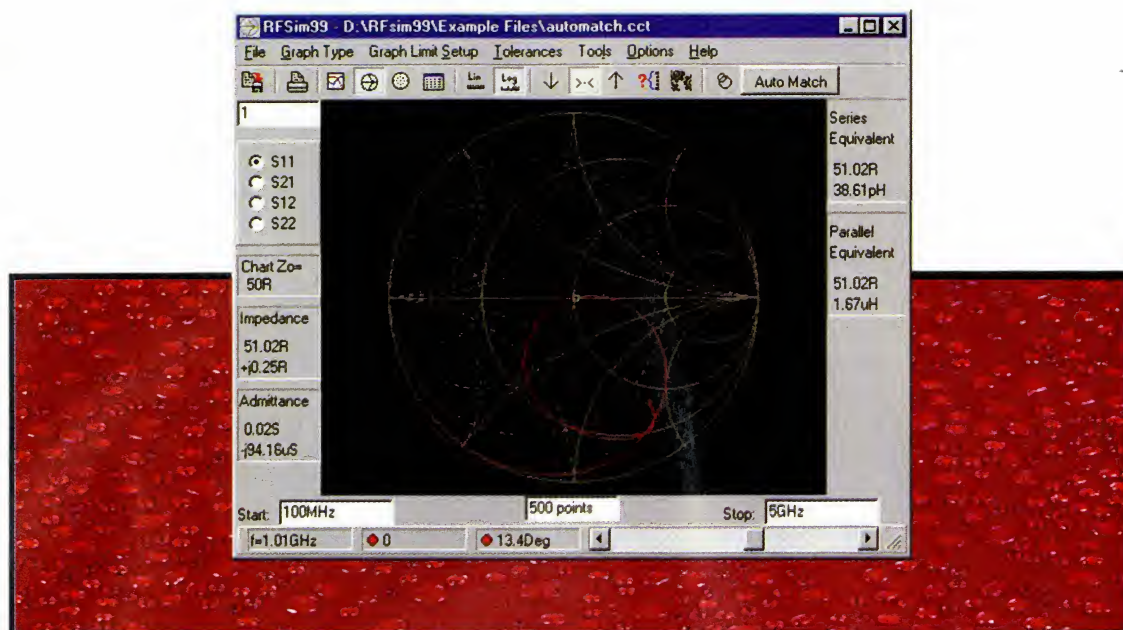 RFSim99 - D:\RFsim99\Example Files\automatch.cct
File Graph Type Graph Limit Setup Tolerances Tools Options Help
Lin Log Auto Match
1
S11
S21
S12
S22
Chart Zo=
50R
Impedance
51.02R
+j0.25R
Admittance
0.02S
-j94.16uS
Series
Equivalent
51.02R
38.61pH
Parallel
Equivalent
51.02R
1.67uH
Start: 100MHz 500 points Stop: 5GHz
f=1.01GHz 0 13.4Deg